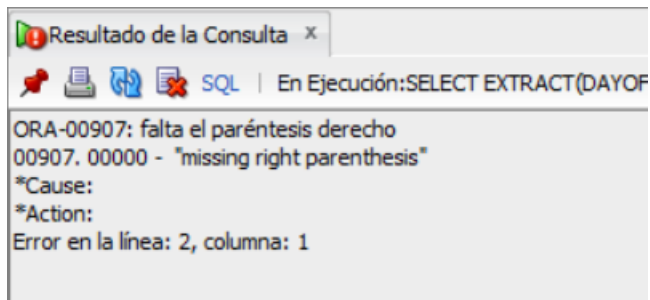 Resultado de la Consulta x
SQL | En Ejecución:SELECT EXTRACT(DAYOF
ORA-00907: falta el paréntesis derecho
00907. 00000 - "missing right parenthesis"
*Cause:
*Action:
Error en la línea: 2, columna: 1